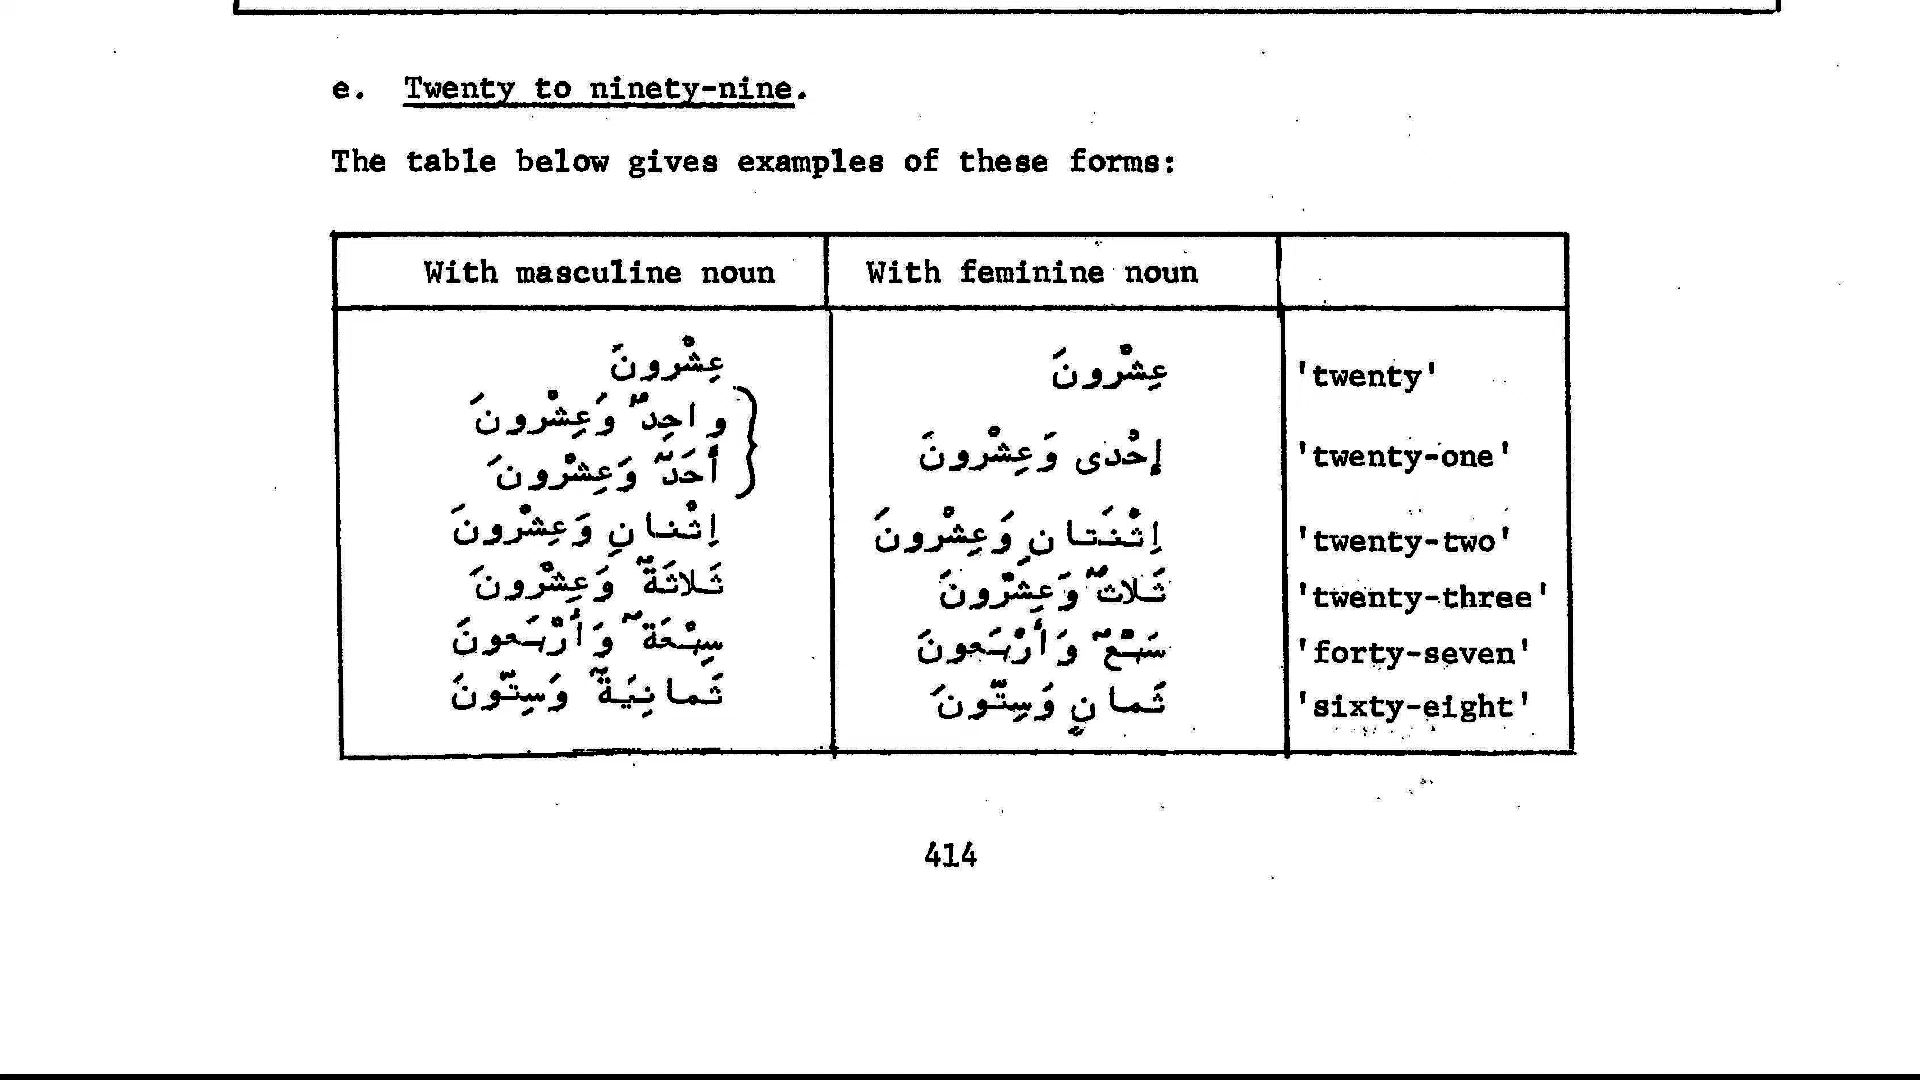 e. Twenty to ninety-nine.
The table below gives examples of these forms:
With masculine noun With feminine noun
عِشْرونَ عِشْرونَ 'twenty'
واحِدٌ وَعِشْرونَ
أَحَدٌ وَعِشْرونَ إِحْدى وَعِشْرونَ 'twenty-one'
اِثْنانِ وَعِشْرونَ اِثْنَتانِ وَعِشْرونَ 'twenty-two'
ثَلاثَةٌ وَعِشْرونَ ثَلاثٌ وَعِشْرونَ 'twenty-three'
سِبْعَةٌ وَأَرْبَعونَ سَبْعٌ وَأَرْبَعونَ 'forty-seven'
ثَمانِيَةٌ وَسِتّونَ ثَمانٍ وَسِتّونَ 'sixty-eight'
414